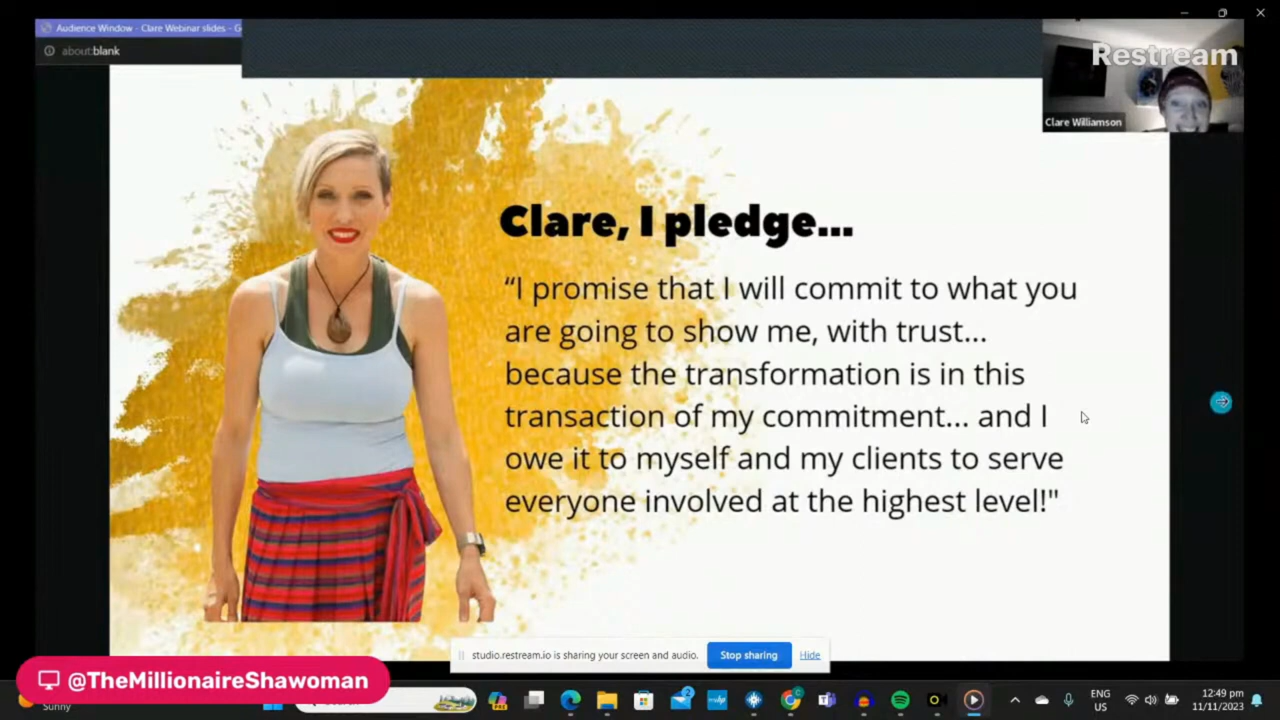 Audience Window - Clare Webinar slides - G
about:blank
Restream
Clare Williamson
Clare, I pledge...
“I promise that I will commit to what you
are going to show me, with trust...
because the transformation is in this
transaction of my commitment... and I
owe it to myself and my clients to serve
everyone involved at the highest level!"
studio.restream.io is sharing your screen and audio.
Stop sharing
Hide
@TheMillionaireShawoman
Sunny
2
ENG
US
12:49 pm
11/11/2023